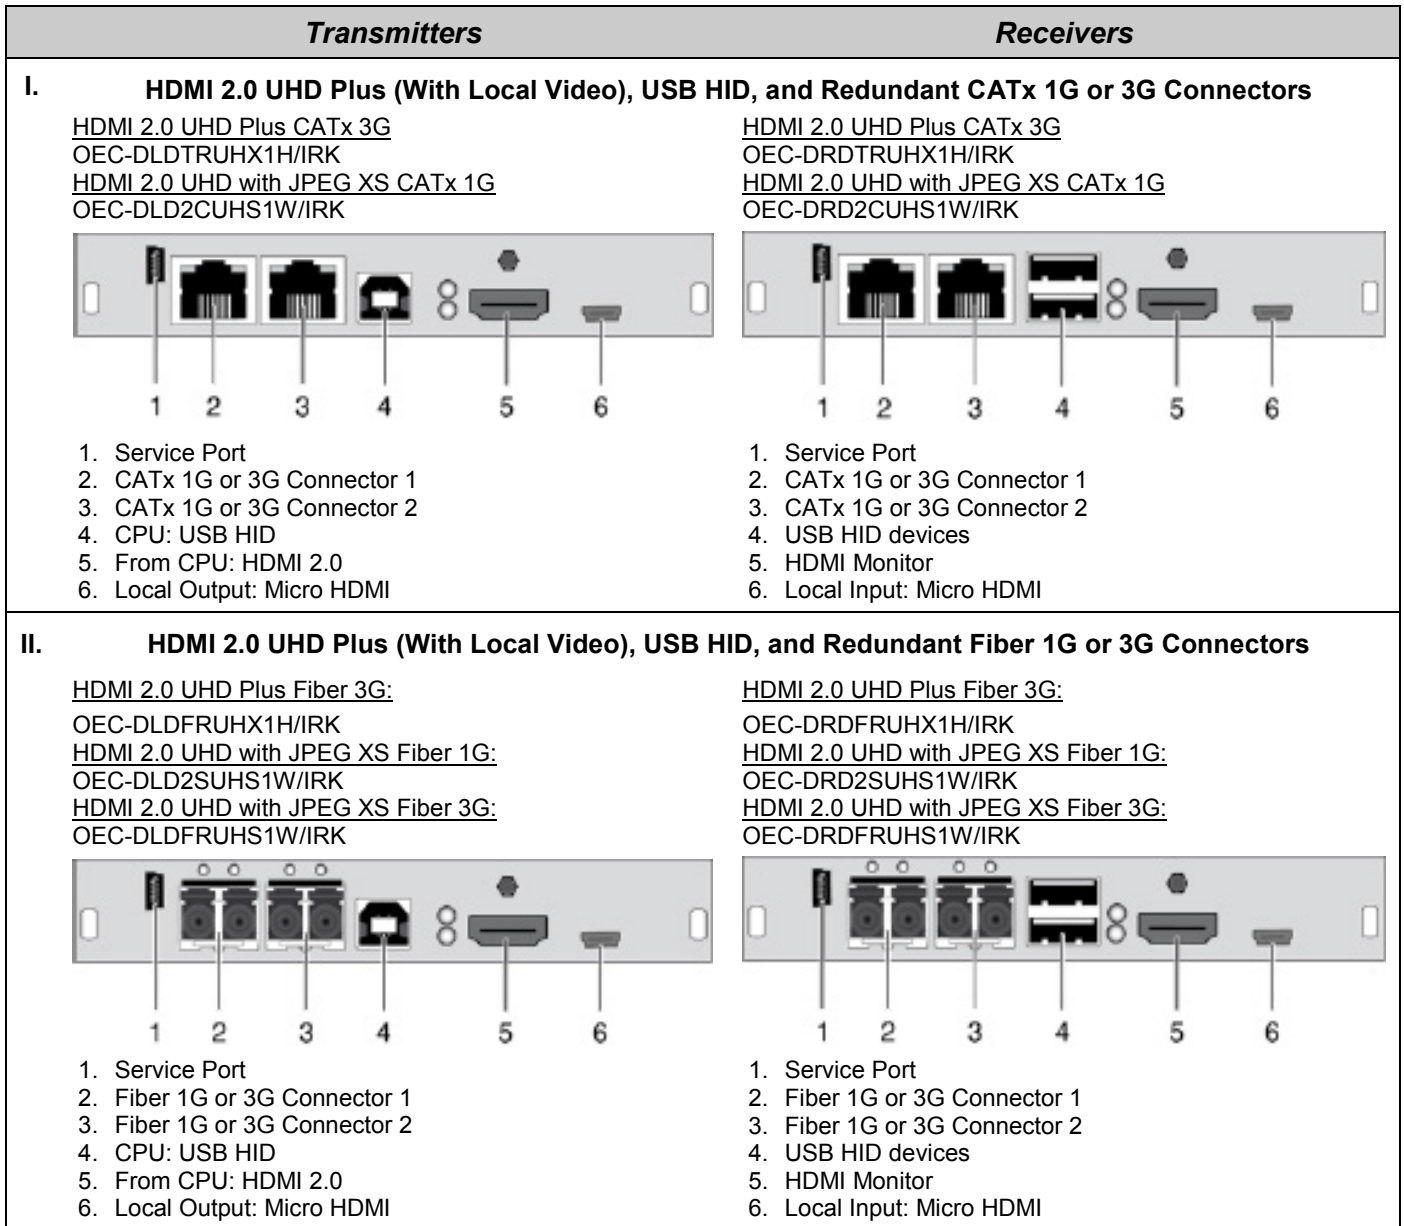 Transmitters
Receivers
I. HDMI 2.0 UHD Plus (With Local Video), USB HID, and Redundant CATx 1G or 3G Connectors
HDMI 2.0 UHD Plus CATx 3G
OEC-DLDTRUHX1H/IRK
HDMI 2.0 UHD with JPEG XS CATx 1G
OEC-DLD2CUHS1W/IRK
1 2 3 4 5 6
1. Service Port
2. CATx 1G or 3G Connector 1
3. CATx 1G or 3G Connector 2
4. CPU: USB HID
5. From CPU: HDMI 2.0
6. Local Output: Micro HDMI
HDMI 2.0 UHD Plus CATx 3G
OEC-DRDTRUHX1H/IRK
HDMI 2.0 UHD with JPEG XS CATx 1G
OEC-DRD2CUHS1W/IRK
1 2 3 4 5 6
1. Service Port
2. CATx 1G or 3G Connector 1
3. CATx 1G or 3G Connector 2
4. USB HID devices
5. HDMI Monitor
6. Local Input: Micro HDMI
II. HDMI 2.0 UHD Plus (With Local Video), USB HID, and Redundant Fiber 1G or 3G Connectors
HDMI 2.0 UHD Plus Fiber 3G:
OEC-DLDFRUHX1H/IRK
HDMI 2.0 UHD with JPEG XS Fiber 1G:
OEC-DLD2SUHS1W/IRK
HDMI 2.0 UHD with JPEG XS Fiber 3G:
OEC-DLDFRUHS1W/IRK
1 2 3 4 5 6
1. Service Port
2. Fiber 1G or 3G Connector 1
3. Fiber 1G or 3G Connector 2
4. CPU: USB HID
5. From CPU: HDMI 2.0
6. Local Output: Micro HDMI
HDMI 2.0 UHD Plus Fiber 3G:
OEC-DRDFRUHX1H/IRK
HDMI 2.0 UHD with JPEG XS Fiber 1G:
OEC-DRD2SUHS1W/IRK
HDMI 2.0 UHD with JPEG XS Fiber 3G:
OEC-DRDFRUHS1W/IRK
1 2 3 4 5 6
1. Service Port
2. Fiber 1G or 3G Connector 1
3. Fiber 1G or 3G Connector 2
4. USB HID devices
5. HDMI Monitor
6. Local Input: Micro HDMI